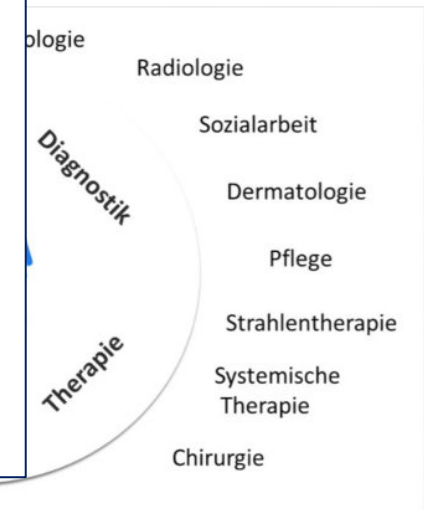 ologie
Radiologie
Sozialarbeit
Diagnostik
Dermatologie
Pflege
Strahlentherapie
Therapie
Systemische
Therapie
Chirurgie